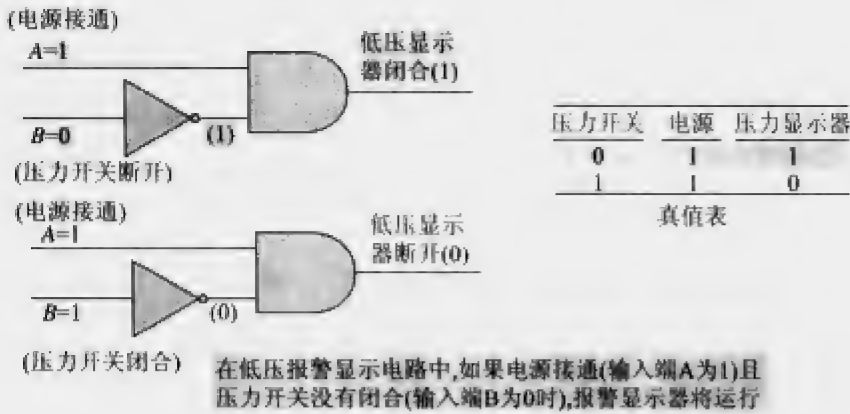 (电源接通)
A=1
低压显示
器闭合(1)
B=0
(1)
(压力开关断开)
压力开关 电源 压力显示器
0 1 1
1 1 0
真值表
(电源接通)
A=1
低压显示
器断开(0)
B=1
(0)
(压力开关闭合)
在低压报警显示电路中,如果电源接通(输入端A为1)且
压力开关没有闭合(输入端B为0时),报警显示器将运行